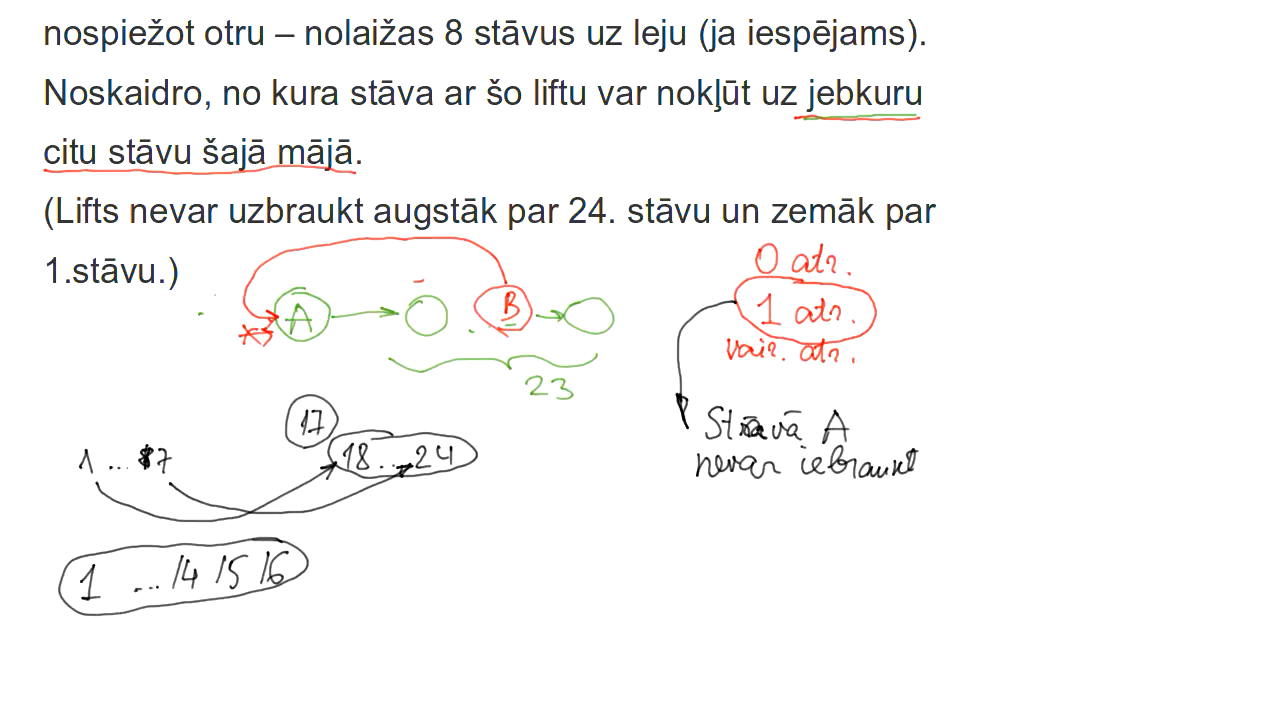 nospiežot otru – nolaižas 8 stāvus uz leju (ja iespējams).
Noskaidro, no kura stāva ar šo liftu var nokļūt uz jebkuru
citu stāvu šajā mājā.
(Lifts nevar uzbraukt augstāk par 24. stāvu un zemāk par
1.stāvu.)
0 atr.
A B 1 atr.
vair. atr.
23
17 Stāvā A
1 ... 7 18 ... 24 nevar iebraukt
1 ... 14 15 16